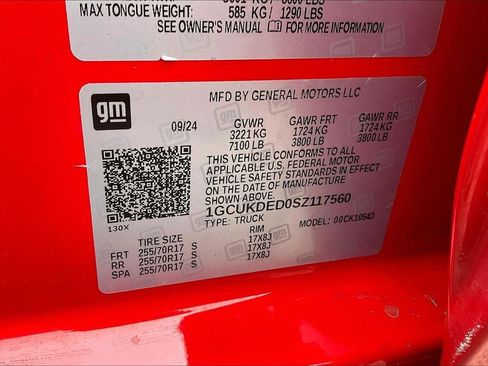 MAX TONGUE WEIGHT: 585 KG / 1290 LBS
SEE OWNER'S MANUAL FOR MORE INFORMATION
gm
MFD BY GENERAL MOTORS LLC
09/24 GVWR GAWR FRT GAWR RR
3221 KG 1724 KG 1724 KG
7100 LB 3800 LB 3800 LB
THIS VEHICLE CONFORMS TO ALL APPLICABLE
U.S. FEDERAL MOTOR VEHICLE SAFETY
STANDARDS IN EFFECT ON THE DATE OF
MANUFACTURE SHOWN ABOVE.
1GCUKDED0SZ117560
TYPE: TRUCK 00CK10543
130X
TIRE SIZE RIM
FRT 255/70R17 S 17X8J
RR 255/70R17 S 17X8J
SPA 255/70R17 S 17X8J